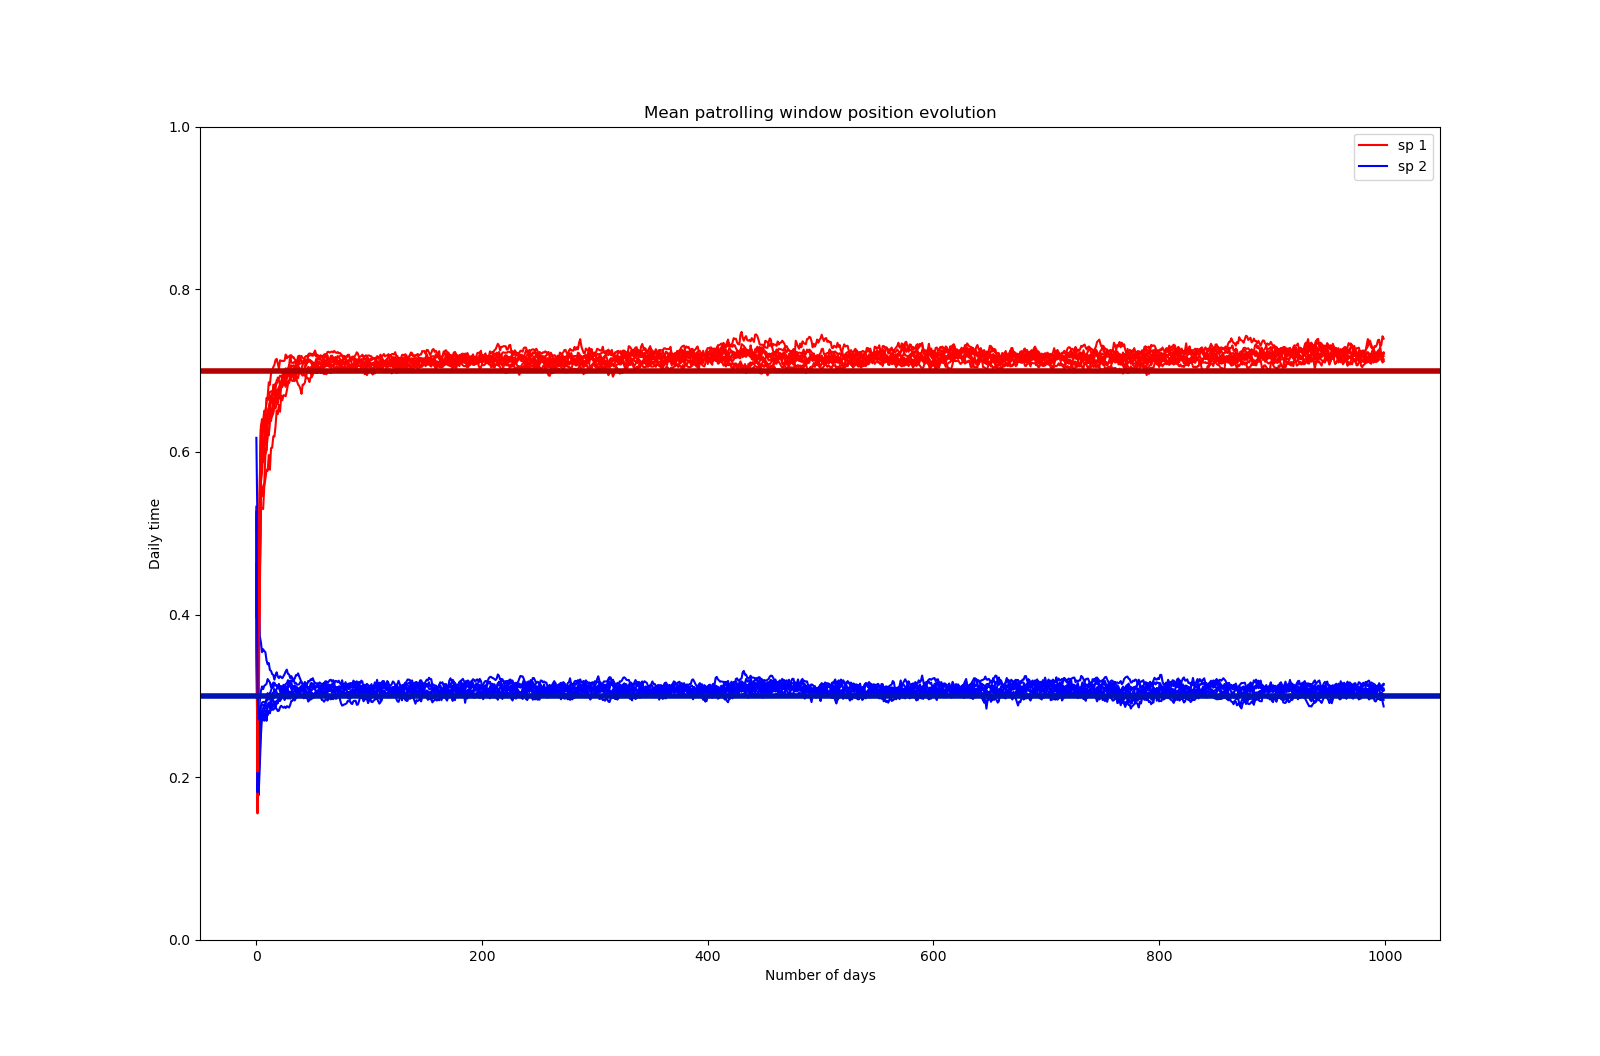 Mean patrolling window position evolution
1.0
sp 1
sp 2
0.8
0.6
Daily time
0.4
0.2
0.0
0 200 400 600 800 1000
Number of days